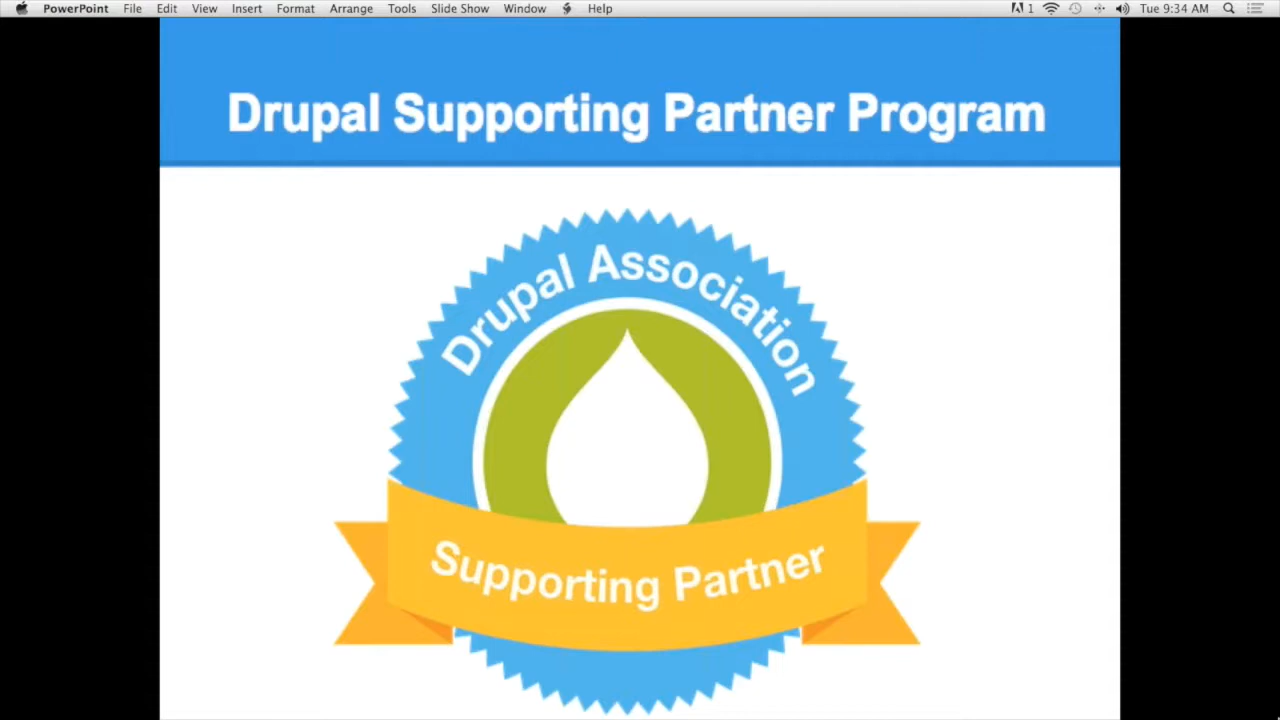 PowerPoint File Edit View Insert Format Arrange Tools Slide Show Window Help 1 Tue 9:34 AM
Drupal Supporting Partner Program
Drupal Association
Supporting Partner